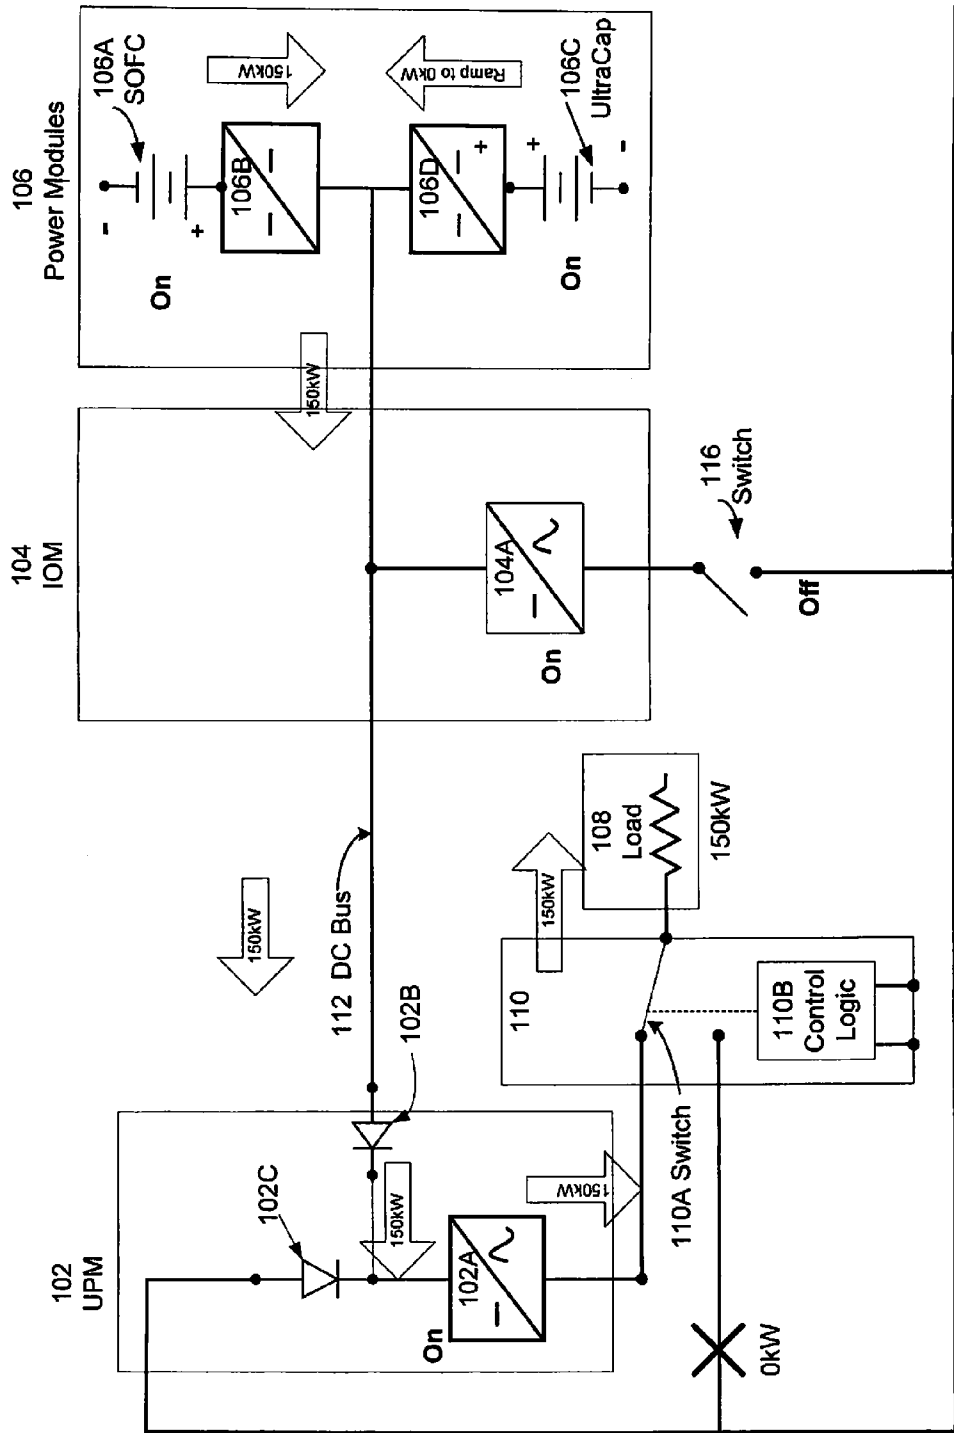 106
Power Modules
106A
SOFC
-
+
On
106B
150kW
Ramp to 0kW
106D
+
+
-
On
106C
UltraCap
150kW
104
IOM
104A
On
116
Switch
Off
150kW
112 DC Bus
108
Load
150kW
150kW
110
110B
Control
Logic
110A Switch
102
UPM
102C
102B
150kW
102A
On
150kW
0kW